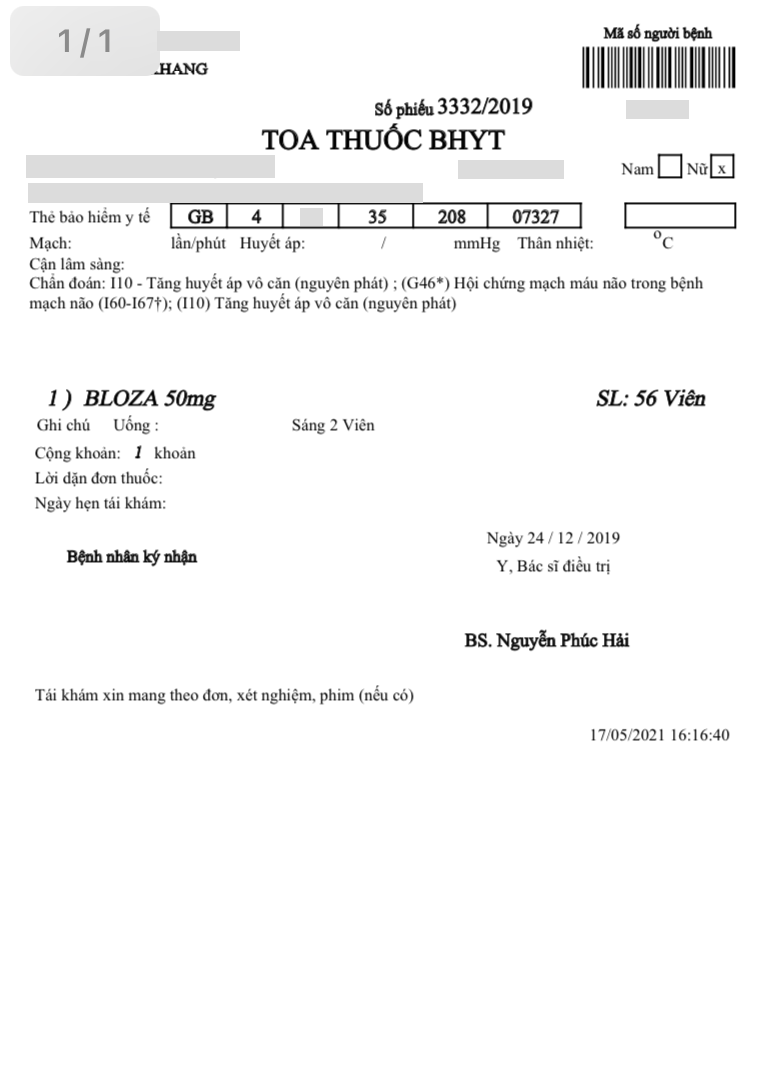 1/1
Mã số người bệnh
KHANG
Số phiếu 3332/2019
TOA THUỐC BHYT
Nam Nữ x
Thẻ bảo hiểm y tế GB 4 35 208 07327
Mạch: lần/phút Huyết áp: / mmHg Thân nhiệt: °C
Cận lâm sàng:
Chẩn đoán: I10 - Tăng huyết áp vô căn (nguyên phát) ; (G46*) Hội chứng mạch máu não trong bệnh
mạch não (I60-I67†); (I10) Tăng huyết áp vô căn (nguyên phát)
1 ) BLOZA 50mg SL: 56 Viên
Ghi chú Uống : Sáng 2 Viên
Cộng khoản: 1 khoản
Lời dặn đơn thuốc:
Ngày hẹn tái khám:
Ngày 24 / 12 / 2019
Bệnh nhân ký nhận
Y, Bác sĩ điều trị
BS. Nguyễn Phúc Hải
Tái khám xin mang theo đơn, xét nghiệm, phim (nếu có)
17/05/2021 16:16:40